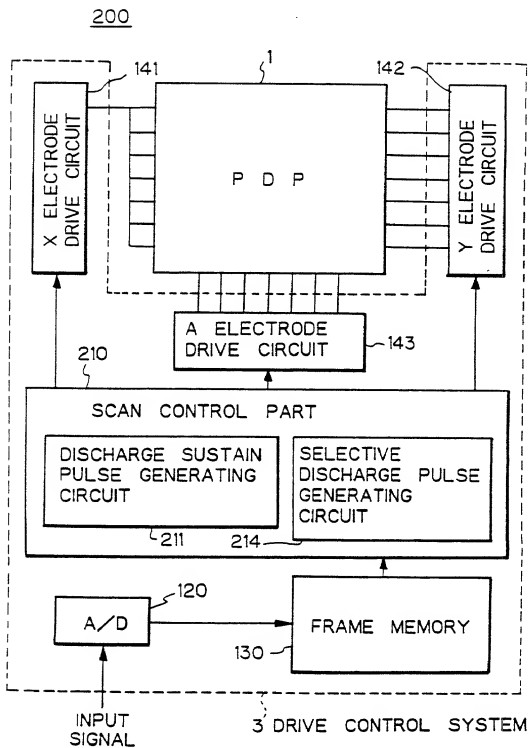 200
141
1
142
X ELECTRODE
DRIVE CIRCUIT
P D P
Y ELECTRODE
DRIVE CIRCUIT
A ELECTRODE
DRIVE CIRCUIT
143
210
SCAN CONTROL PART
DISCHARGE SUSTAIN
PULSE GENERATING
CIRCUIT
SELECTIVE
DISCHARGE PULSE
GENERATING
CIRCUIT
211
214
120
A/D
FRAME MEMORY
130
INPUT
SIGNAL
3 DRIVE CONTROL SYSTEM